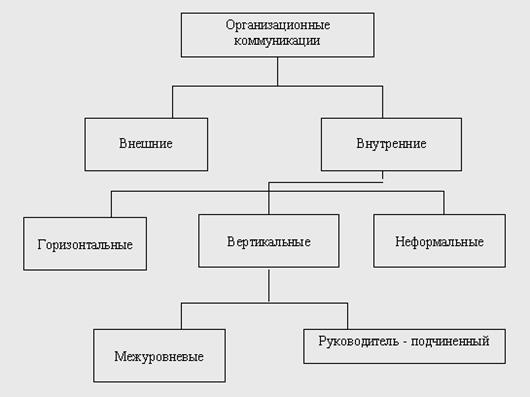 Организационные
коммуникации
Внешние
Внутренние
Горизонтальные
Вертикальные
Неформальные
Межуровневые
Руководитель - подчиненный